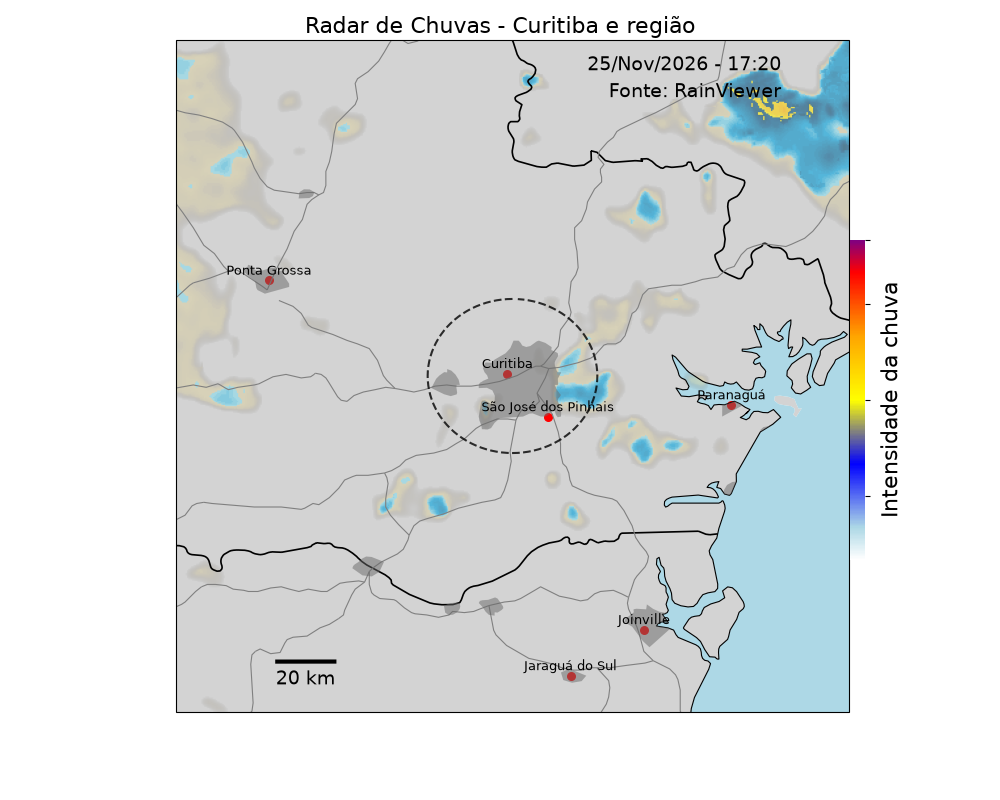 Radar de Chuvas - Curitiba e região
25/Nov/2026 - 17:20
Fonte: RainViewer
Ponta Grossa
Curitiba
São José dos Pinhais
Paranaguá
Intensidade da chuva
Joinville
Jaraguá do Sul
20 km